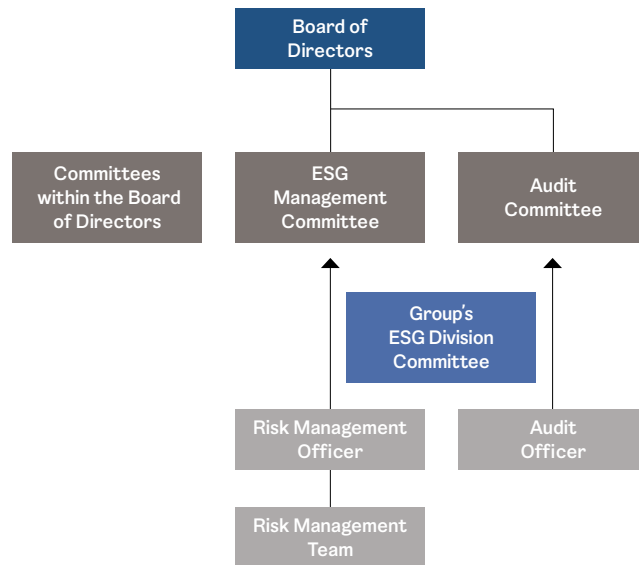 Board of
Directors
Committees
within the Board
of Directors
ESG
Management
Committee
Audit
Committee
Group's
ESG Division
Committee
Risk Management
Officer
Audit
Officer
Risk Management
Team